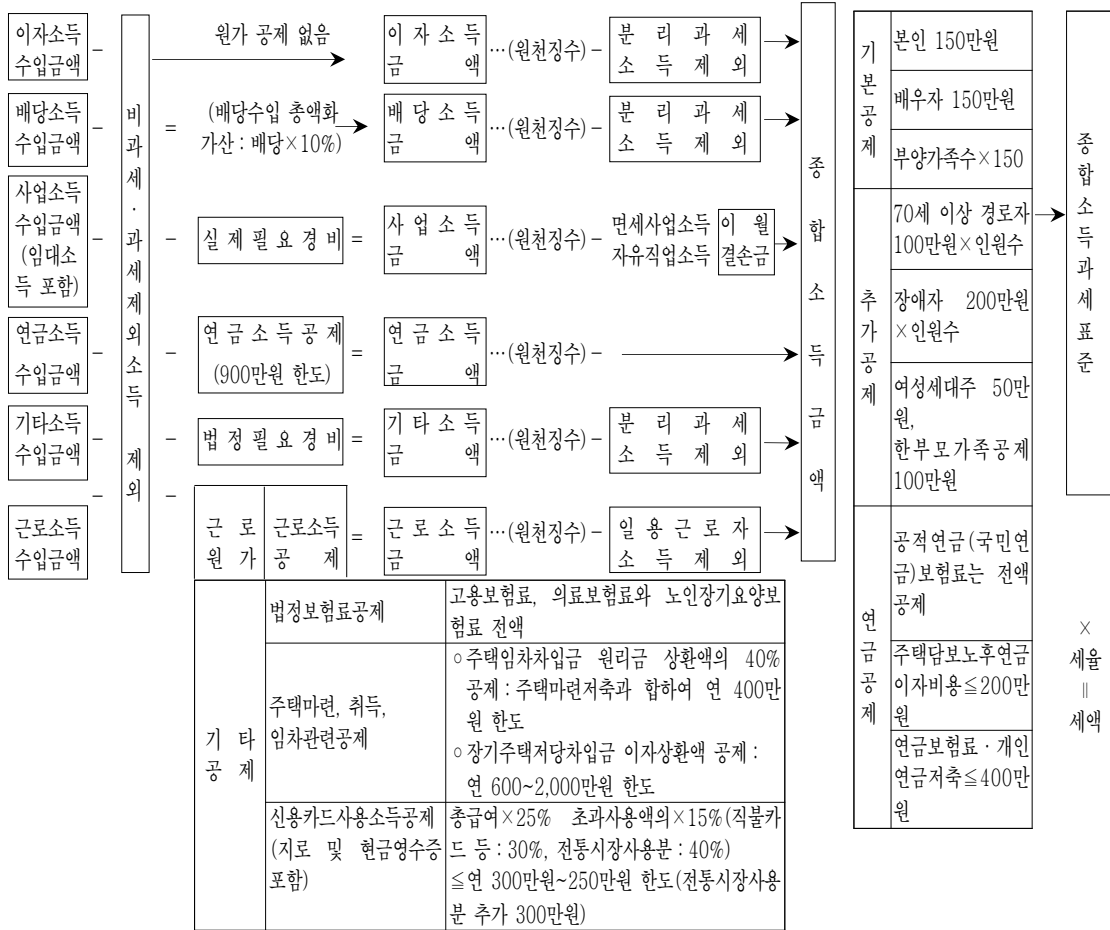 이자소득
수입금액
–
원가 공제 없음
이 자 소 득
금 액
…(원천징수) –
분 리 과 세
소 득 제 외
배당소득
수입금액
–
=
(배당수입 총액화
가산 : 배당×10%)
배 당 소 득
금 액
…(원천징수) –
분 리 과 세
소 득 제 외
사업소득
수입금액
(임대소
득 포함)
–
–
실 제 필 요 경 비
=
사 업 소 득
금 액
…(원천징수) –
면세사업소득
자유직업소득
이 월
결손금
연금소득
수입금액
–
–
연 금 소 득 공 제
(900만원 한도)
=
연 금 소 득
금 액
…(원천징수) –
기타소득
수입금액
–
–
법 정 필 요 경 비
=
기 타 소 득
금 액
…(원천징수) –
분 리 과 세
소 득 제 외
–
–
근로소득
수입금액
근 로
원 가
근로소득
공 제
=
근 로 소 득
금 액
…(원천징수) –
일 용 근 로 자
소 득 제 외
비과세 · 과세제외소득 제외
종합소득금액
기 타
공 제
법정보험료공제
고용보험료, 의료보험료와 노인장기요양보
험료 전액
주택마련, 취득,
임차관련공제
○주택임차차입금 원리금 상환액의 40%
공제 : 주택마련저축과 합하여 연 400만
원 한도
○장기주택저당차입금 이자상환액 공제 :
연 600~2,000만원 한도
신용카드사용소득공제
(지로 및 현금영수증
포함)
총급여×25% 초과사용액의×15%(직불카
드 등 : 30%, 전통시장사용분 : 40%)
≦연 300만원~250만원 한도(전통시장사용
분 추가 300만원)
기본공제
본인 150만원
배우자 150만원
부양가족수×150
추가공제
70세 이상 경로자
100만원×인원수
장애자 200만원
×인원수
여성세대주 50만
원,
한부모가족공제
100만원
연금공제
공적연금(국민연
금)보험료는 전액
공제
주택담보노후연금
이자비용≦200만
원
연금보험료 · 개인
연금저축≦400만
원
종합소득과세표준
×
세율
∥
세액